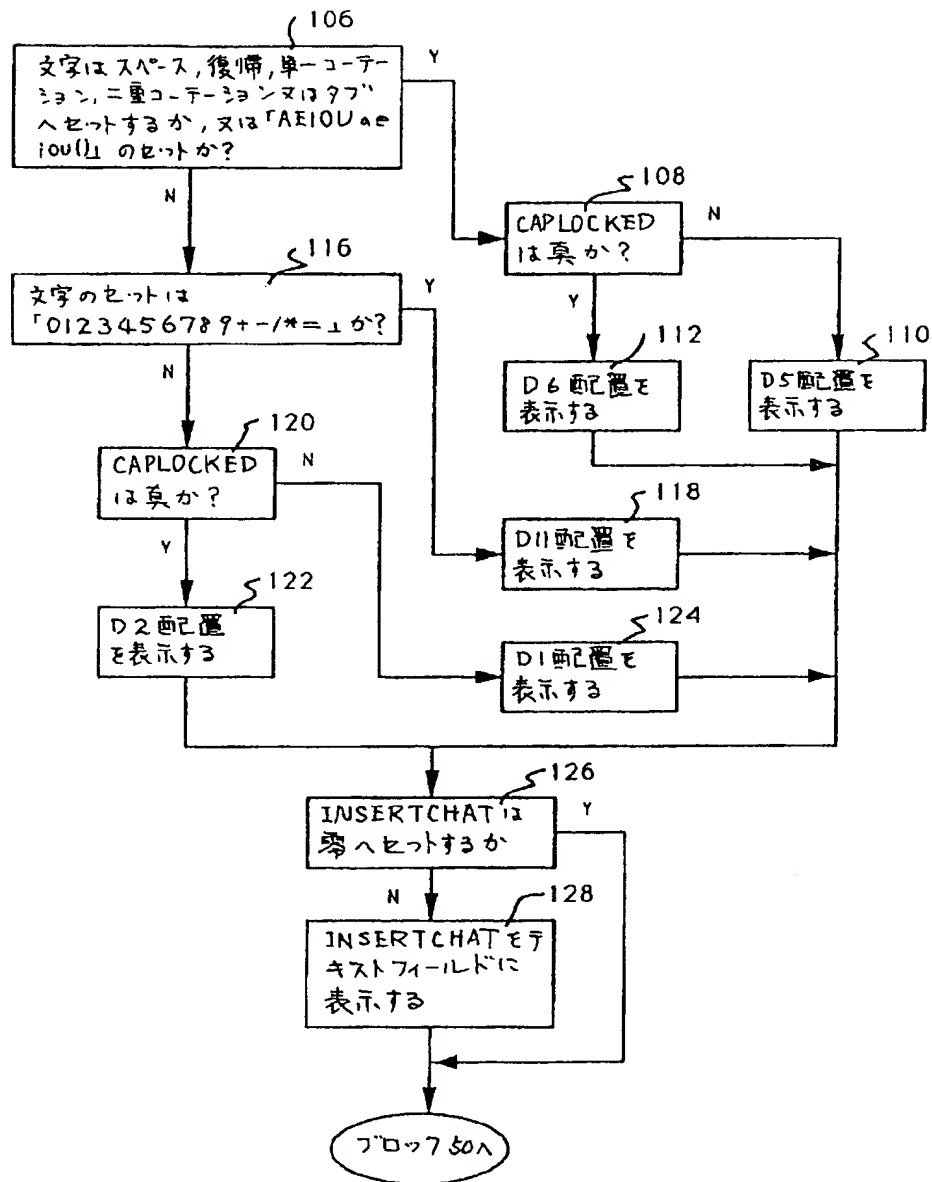 106
文字はスペース,復帰,単一コーテー
ション,二重コーテーション又はタブ
へセットするか,又は「AEIOUae
iou()」のセットか?
Y
N
108
CAPLOCKED
は真か?
N
Y
116
文字のセットは
「0123456789+-/*=」か?
Y
N
112
D6配置を
表示する
110
D5配置を
表示する
120
CAPLOCKED
は真か?
N
Y
118
D11配置を
表示する
122
D2配置
を表示する
124
D1配置を
表示する
126
INSERTCHATは
零へセットするか
Y
N
128
INSERTCHATをテ
キストフィールドに
表示する
ブロック50へ